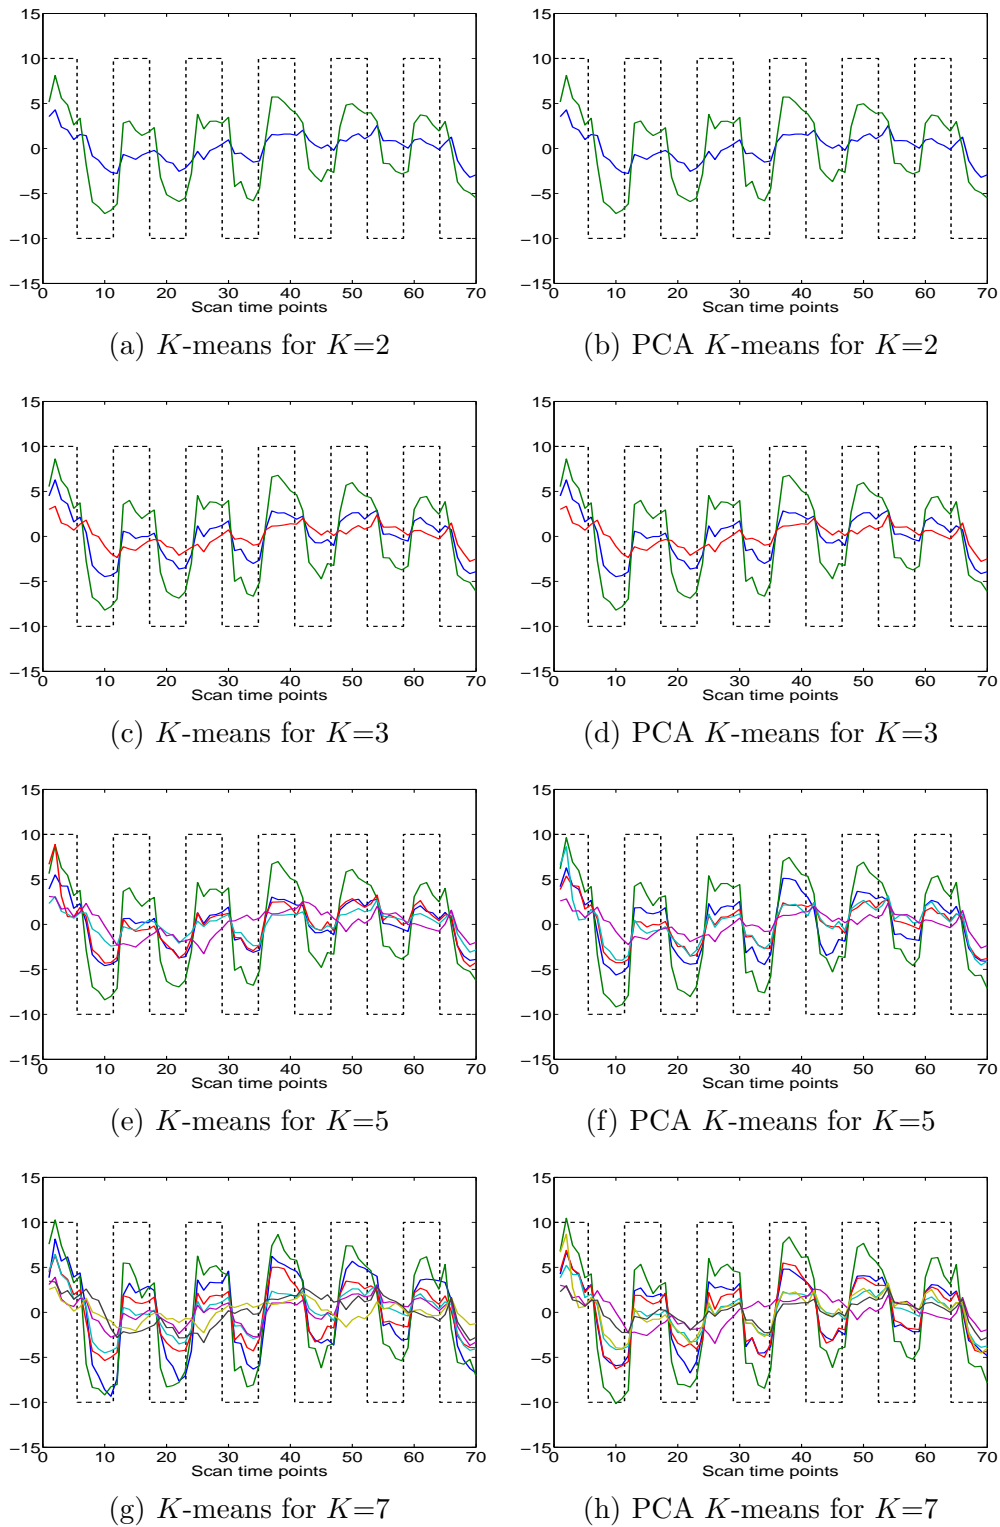 15
10
5
0
−5
−10
−15
0 10 20 30 40 50 60 70
Scan time points
(a) K-means for K=2
15
10
5
0
−5
−10
−15
0 10 20 30 40 50 60 70
Scan time points
(b) PCA K-means for K=2
15
10
5
0
−5
−10
−15
0 10 20 30 40 50 60 70
Scan time points
(c) K-means for K=3
15
10
5
0
−5
−10
−15
0 10 20 30 40 50 60 70
Scan time points
(d) PCA K-means for K=3
15
10
5
0
−5
−10
−15
0 10 20 30 40 50 60 70
Scan time points
(e) K-means for K=5
15
10
5
0
−5
−10
−15
0 10 20 30 40 50 60 70
Scan time points
(f) PCA K-means for K=5
15
10
5
0
−5
−10
−15
0 10 20 30 40 50 60 70
Scan time points
(g) K-means for K=7
15
10
5
0
−5
−10
−15
0 10 20 30 40 50 60 70
Scan time points
(h) PCA K-means for K=7